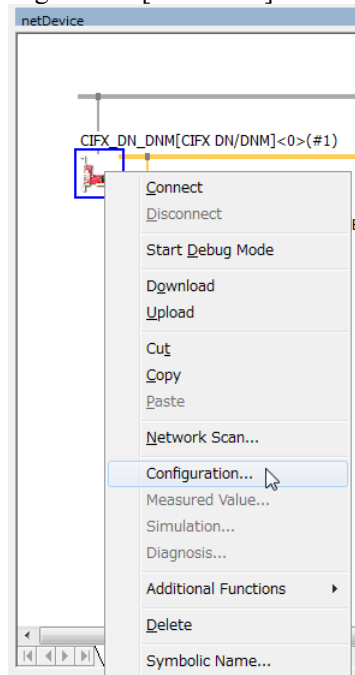 netDevice
CIFX_DN_DNM[CIFX DN/DNM]<0>(#1)
Connect
Disconnect
Start Debug Mode
Download
Upload
Cut
Copy
Paste
Network Scan...
Configuration...
Measured Value...
Simulation...
Diagnosis...
Additional Functions
Delete
Symbolic Name...